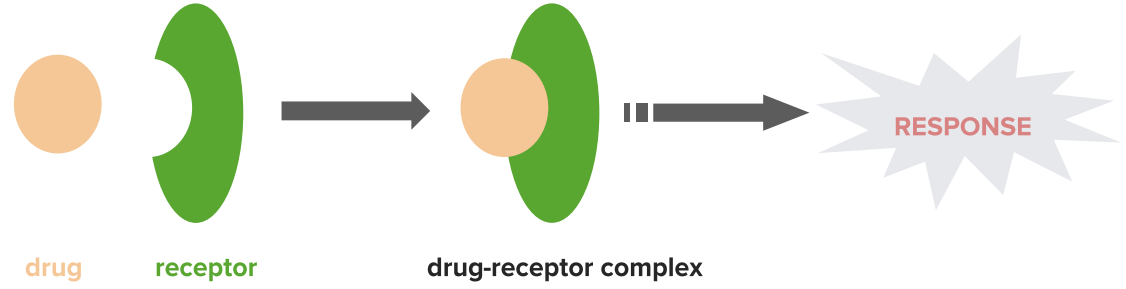 RESPONSE
drug
receptor
drug-receptor complex